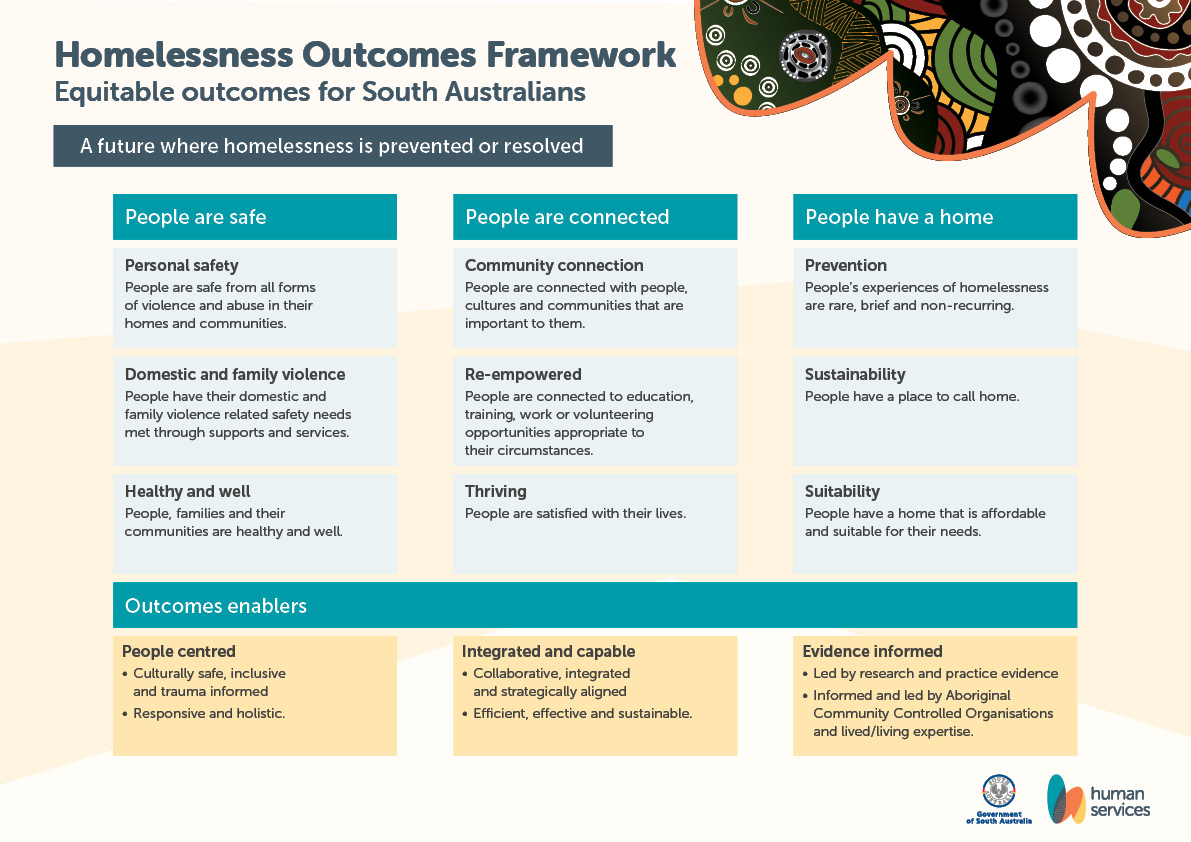 Homelessness Outcomes Framework
Equitable outcomes for South Australians
A future where homelessness is prevented or resolved
People are safe
Personal safety
People are safe from all forms
of violence and abuse in their
homes and communities.
Domestic and family violence
People have their domestic and
family violence related safety needs
met through supports and services.
Healthy and well
People, families and their
communities are healthy and well.
People are connected
Community connection
People are connected with people,
cultures and communities that are
important to them.
Re-empowered
People are connected to education,
training, work or volunteering
opportunities appropriate to
their circumstances.
Thriving
People are satisfied with their lives.
People have a home
Prevention
People's experiences of homelessness
are rare, brief and non-recurring.
Sustainability
People have a place to call home.
Suitability
People have a home that is affordable
and suitable for their needs.
Outcomes enablers
People centred
• Culturally safe, inclusive
and trauma informed
• Responsive and holistic.
Integrated and capable
• Collaborative, integrated
and strategically aligned
• Efficient, effective and sustainable.
Evidence informed
• Led by research and practice evidence
• Informed and led by Aboriginal
Community Controlled Organisations
and lived/living expertise.
SOUTH AUSTRALIA
Government
of South Australia
human
services